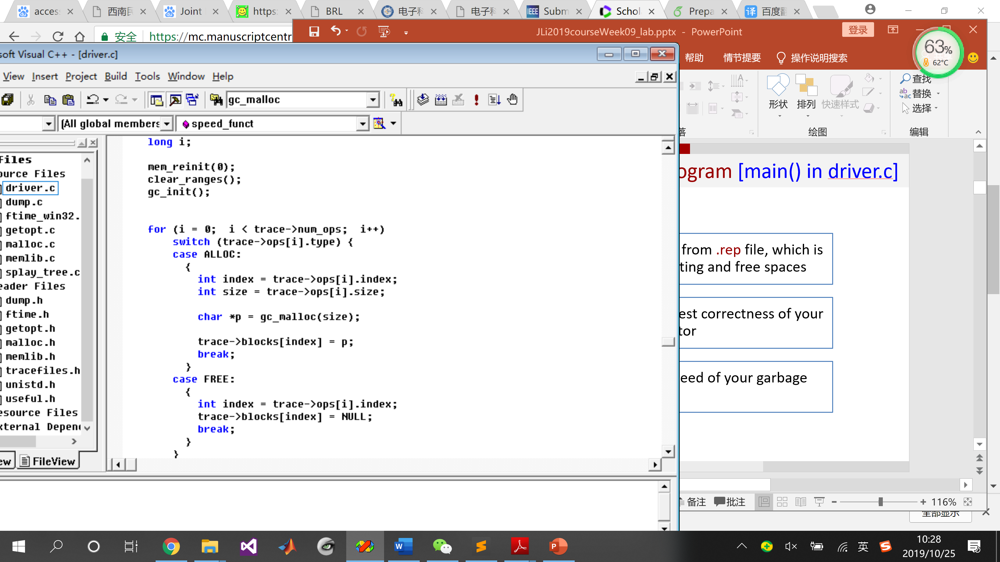 acces
西南民
Joint
https:
BRL
电子科
电子科
Subm
Schol
Prepa
百度翻
安全
https://mc.manuscriptcentr
JLi2019courseWeek09_lab.pptx - PowerPoint
登录
63%
62°C
soft Visual C++ - [driver.c]
帮助
情节提要
操作说明搜索
View Insert Project Build Tools Window Help
gc_malloc
(All global members
speed_funct
形状
排列
快速样式
查找
替换
选择
绘图
编辑
Files
ource Files
driver.c
dump.c
ftime_win32.
getopt.c
malloc.c
memlib.c
splay_tree.c
eader Files
dump.h
ftime.h
getopt.h
malloc.h
memlib.h
tracefiles.h
unistd.h
useful.h
esource Files
xternal Depend
ew
FileView
long i;
mem_reinit(0);
clear_ranges();
gc_init();
for (i = 0;  i < trace->num_ops;  i++)
switch (trace->ops[i].type) {
case ALLOC:
{
int index = trace->ops[i].index;
int size = trace->ops[i].size;
char *p = gc_malloc(size);
trace->blocks[index] = p;
break;
}
case FREE:
{
int index = trace->ops[i].index;
trace->blocks[index] = NULL;
break;
}
}
ogram [main() in driver.c]
from .rep file, which is
ting and free spaces
est correctness of your
tor
eed of your garbage
备注
批注
116%
全部显示
英
10:28
2019/10/25